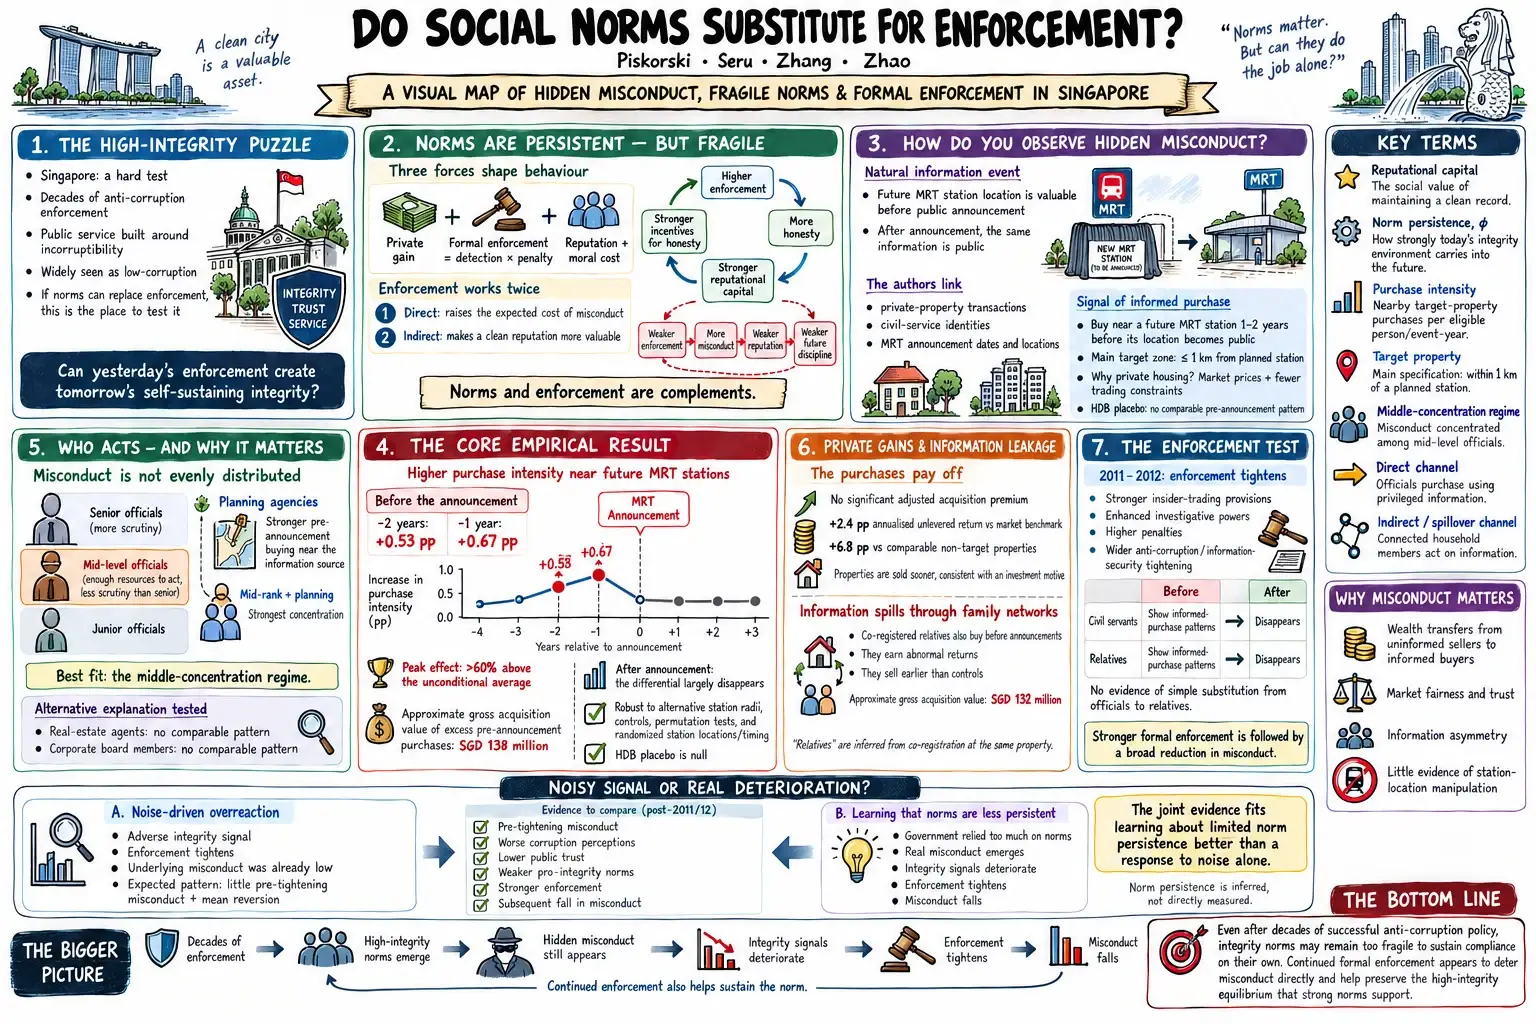 DO SOCIAL NORMS SUBSTITUTE FOR ENFORCEMENT?
Piskorski · Seru · Zhang · Zhao
A VISUAL MAP OF HIDDEN MISCONDUCT, FRAGILE NORMS & FORMAL ENFORCEMENT IN SINGAPORE
A clean city
is a valuable
asset.
"Norms matter.
But can they do
the job alone?"
1. THE HIGH-INTEGRITY PUZZLE
• Singapore: a hard test
• Decades of anti-corruption
enforcement
• Public service built around
incorruptibility
• Widely seen as low-corruption
• If norms can replace enforcement,
this is the place to test it
INTEGRITY
TRUST
SERVICE
Can yesterday's enforcement create
tomorrow's self-sustaining integrity?
2. NORMS ARE PERSISTENT — BUT FRAGILE
Three forces shape behaviour
Private
gain
+
Formal enforcement
= detection × penalty
+
Reputation +
moral cost
Enforcement works twice
1 Direct: raises the expected cost of misconduct
2 Indirect: makes a clean reputation more valuable
Higher
enforcement
More
honesty
Stronger
reputational
capital
Stronger
incentives
for honesty
Weaker
enforcement
More
misconduct
Weaker
reputation
Weaker
future
discipline
Norms and enforcement are complements.
3. HOW DO YOU OBSERVE HIDDEN MISCONDUCT?
Natural information event
• Future MRT station location is valuable
before public announcement
• After announcement, the same
information is public
MRT
NEW MRT
STATION
(TO BE ANNOUNCED)
MRT
The authors link
• private-property transactions
• civil-service identities
• MRT announcement dates and locations
Signal of informed purchase
• Buy near a future MRT station 1–2 years
before its location becomes public
• Main target zone: ≤ 1 km from planned station
• Why private housing? Market prices + fewer
trading constraints
• HDB placebo: no comparable pre-announcement pattern
KEY TERMS
Reputational capital
The social value of
maintaining a clean record.
Norm persistence, ϕ
How strongly today's integrity
environment carries into
the future.
Purchase intensity
Nearby target-property
purchases per eligible
person/event-year.
Target property
Main specification: within 1 km
of a planned station.
Middle-concentration regime
Misconduct concentrated
among mid-level officials.
Direct channel
Officials purchase using
privileged information.
Indirect / spillover channel
Connected household
members act on information.
5. WHO ACTS — AND WHY IT MATTERS
Misconduct is not evenly distributed
Senior officials
(more scrutiny)
Mid-level officials
(enough resources to act,
less scrutiny than senior)
Junior officials
Planning agencies
Stronger pre-
announcement
buying near the
information source
Mid-rank + planning
Strongest concentration
Best fit: the middle-concentration regime.
Alternative explanation tested
• Real-estate agents: no comparable pattern
• Corporate board members: no comparable pattern
4. THE CORE EMPIRICAL RESULT
Higher purchase intensity near future MRT stations
Before the announcement
−2 years:
+0.53 pp
−1 year:
+0.67 pp
MRT
Announcement
Increase in
purchase
intensity
(pp)
1.0
0.5
0.0
+0.53
+0.67
−4 −3 −2 −1 0 +1 +2 +3
Years relative to announcement
Peak effect: >60% above
the unconditional average
Approximate gross acquisition
value of excess pre-announcement
purchases: SGD 138 million
After announcement:
the differential largely disappears
Robust to alternative station radii,
controls, permutation tests, and
randomized station locations/timing
HDB placebo is null
6. PRIVATE GAINS & INFORMATION LEAKAGE
The purchases pay off
No significant adjusted acquisition premium
+2.4 pp annualised unlevered return vs market benchmark
+6.8 pp vs comparable non-target properties
Properties are sold sooner, consistent with an investment motive
Information spills through family networks
• Co-registered relatives also buy before announcements
• They earn abnormal returns
• They sell earlier than controls
Approximate gross acquisition value: SGD 132 million
"Relatives" are inferred from co-registration at the same property.
7. THE ENFORCEMENT TEST
2011 – 2012: enforcement tightens
• Stronger insider-trading provisions
• Enhanced investigative powers
• Higher penalties
• Wider anti-corruption / information-
security tightening
Before After
Civil servants Show informed-
purchase patterns → Disappears
Relatives Show informed-
purchase patterns → Disappears
No evidence of simple substitution from
officials to relatives.
Stronger formal enforcement is followed by
a broad reduction in misconduct.
WHY MISCONDUCT MATTERS
Wealth transfers from
uninformed sellers to
informed buyers
Market fairness and trust
Information asymmetry
Little evidence of station-
location manipulation
NOISY SIGNAL OR REAL DETERIORATION?
A. Noise-driven overreaction
• Adverse integrity signal
• Enforcement tightens
• Underlying misconduct was already low
• Expected pattern: little pre-tightening
misconduct + mean reversion
Evidence to compare (post-2011/12)
Pre-tightening misconduct
Worse corruption perceptions
Lower public trust
Weaker pro-integrity norms
Stronger enforcement
Subsequent fall in misconduct
B. Learning that norms are less persistent
• Government relied too much on norms
• Real misconduct emerges
• Integrity signals deteriorate
• Enforcement tightens
• Misconduct falls
The joint evidence fits
learning about limited norm
persistence better than a
response to noise alone.
Norm persistence is inferred,
not directly measured.
THE BIGGER
PICTURE
Decades of
enforcement
High-integrity
norms emerge
Hidden misconduct
still appears
Integrity signals
deteriorate
Enforcement
tightens
Misconduct
falls
Continued enforcement also helps sustain the norm.
THE BOTTOM LINE
Even after decades of successful anti-corruption policy,
integrity norms may remain too fragile to sustain compliance
on their own. Continued formal enforcement appears to deter
misconduct directly and help preserve the high-integrity
equilibrium that strong norms support.